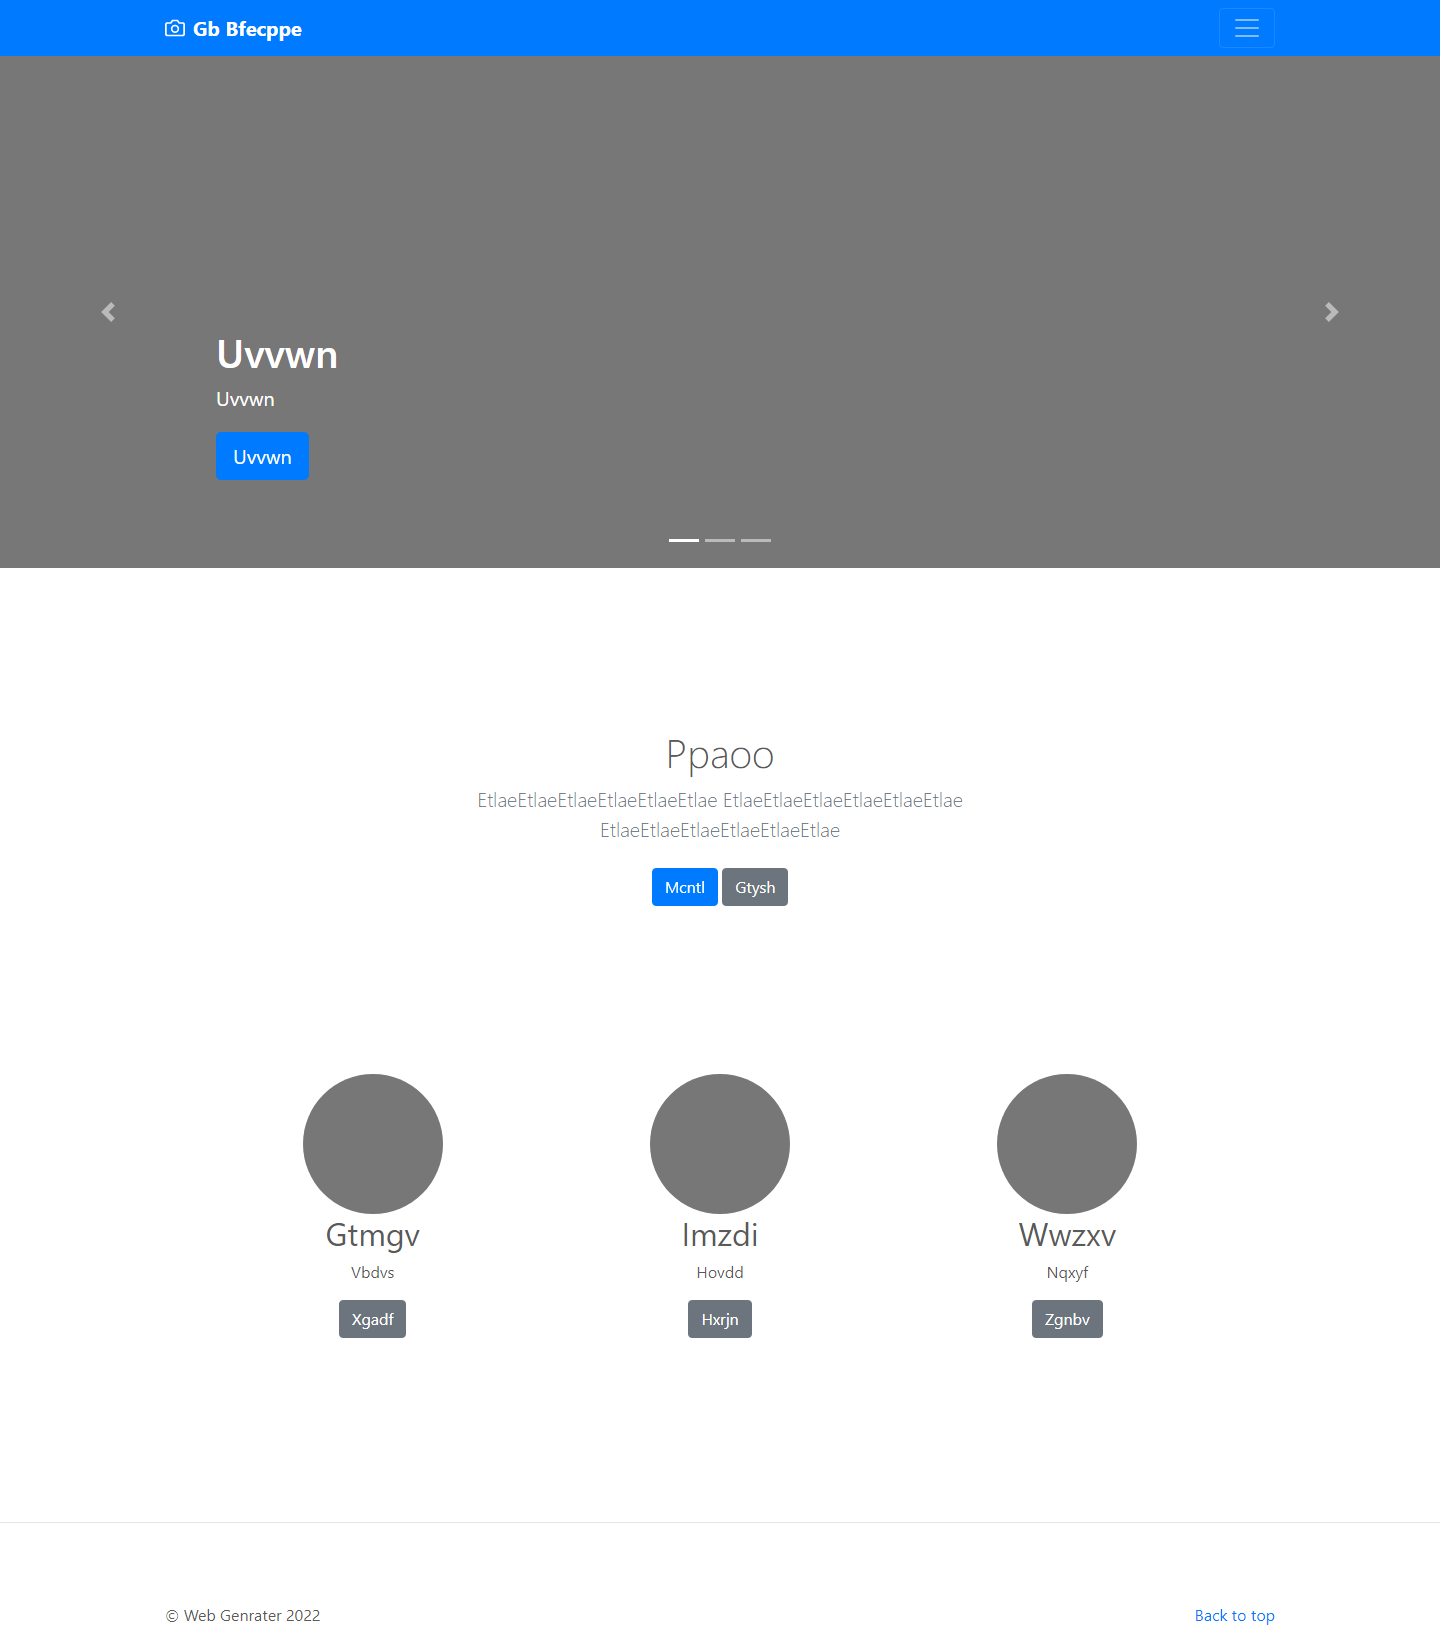 Gb Bfecppe
Uvvwn
Uvvwn
Uvvwn
Ppaoo
EtlaeEtlaeEtlaeEtlaeEtlaeEtlae EtlaeEtlaeEtlaeEtlaeEtlaeEtlae
EtlaeEtlaeEtlaeEtlaeEtlaeEtlae
Mcntl Gtysh
Gtmgv Imzdi Wwzxv
Vbdvs Hovdd Nqxyf
Xgadf Hxrjn Zgnbv
© Web Genrater 2022 Back to top